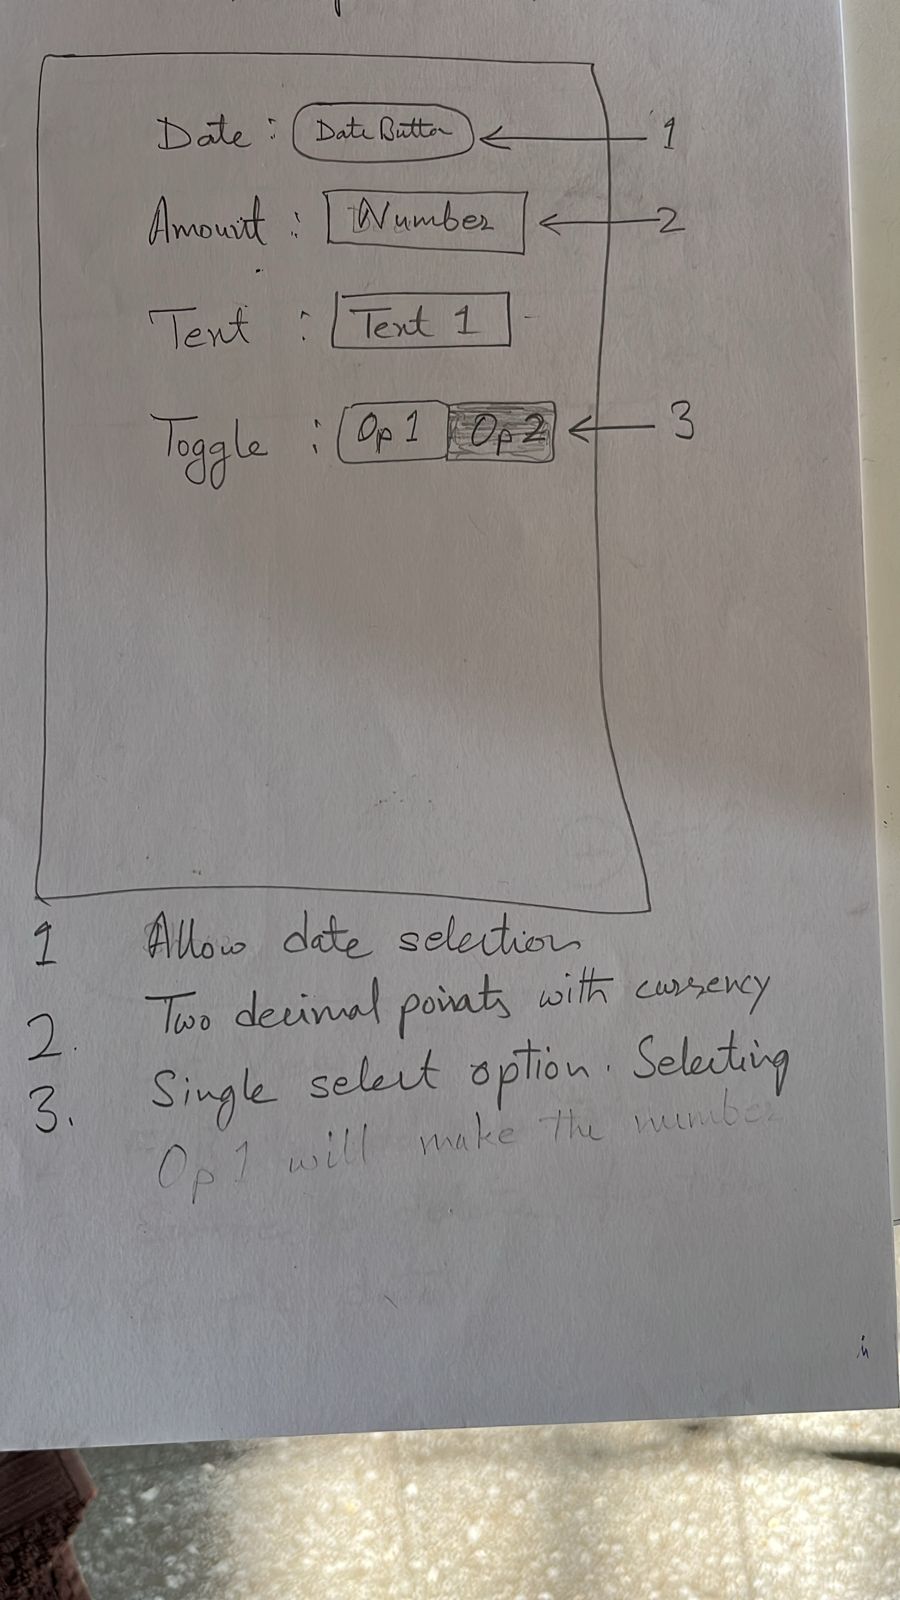 Date : Date Button ← 1
Amount : Number ← 2
Text : Text 1
Toggle : Op 1 Op 2 ← 3
1 Allow date selection
2. Two decimal points with currency
3. Single select option. Selecting
Op 1 will make the number